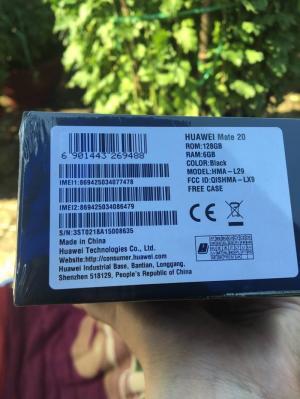 HUAWEI Mate 20
ROM:128GB
RAM:6GB
COLOR:Black
MODEL:HMA-L29
FCC ID:QISHMA-LX9
FREE CASE
6 901443 269488
IMEI1:869425034077478
IMEI2:869425034086479
S/N:3ST0218A15008635
Made in China
Huawei Technologies Co., Ltd.
Website:http://consumer.huawei.com
Huawei Industrial Base, Bantian, Longgang,
Shenzhen 518129, People's Republic of China
CE